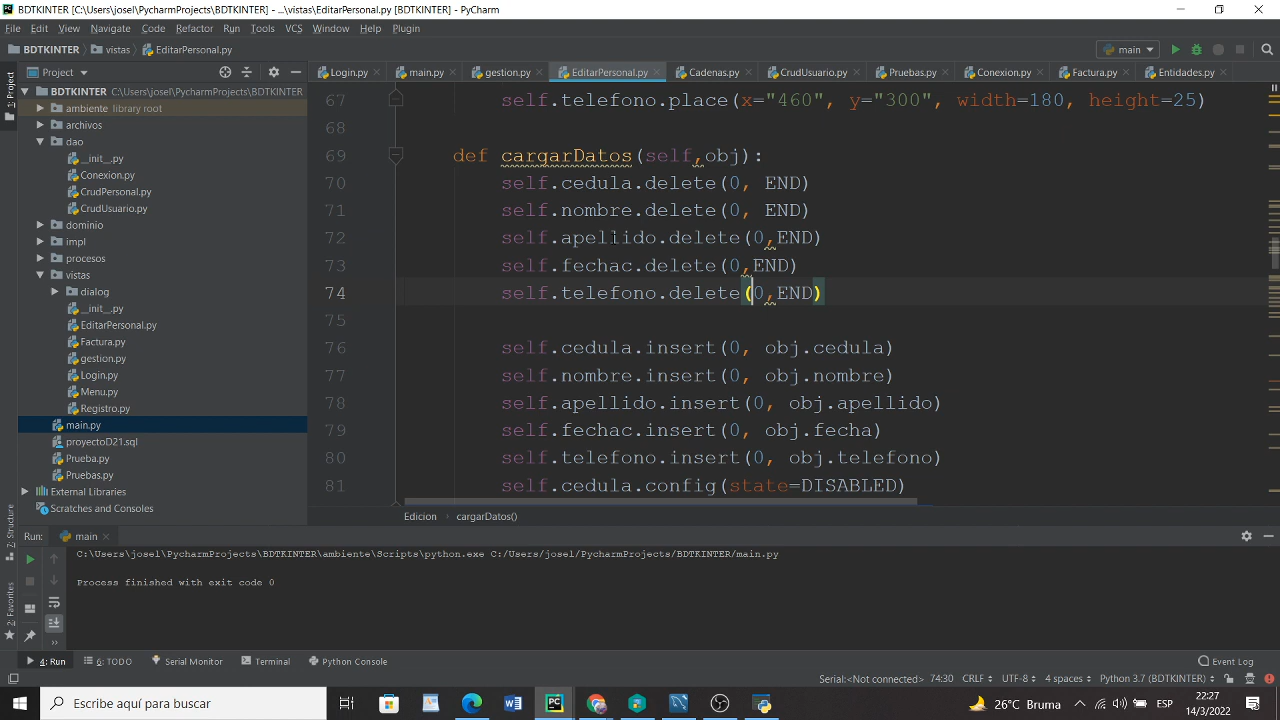 BDTKINTER [C:\Users\josel\PycharmProjects\BDTKINTER] - ...\vistas\EditarPersonal.py - PyCharm
File Edit View Navigate Code Refactor Run Tools VCS Window Help Plugin
BDTKINTER vistas EditarPersonal.py main
1: Project
Project
Login.py main.py gestion.py EditarPersonal.py Cadenas.py CrudUsuario.py Pruebas.py Conexion.py Factura.py Entidades.py
BDTKINTER C:\Users\josel\PycharmProjects\BDTKINTER
ambiente library root
archivos
dao
__init__.py
Conexion.py
CrudPersonal.py
CrudUsuario.py
dominio
impl
procesos
vistas
dialog
__init__.py
EditarPersonal.py
Factura.py
gestion.py
Login.py
Menu.py
Registro.py
main.py
proyectoD21.sql
Prueba.py
Pruebas.py
External Libraries
Scratches and Consoles
67 self.telefono.place(x="460", y="300", width=180, height=25)
68
69 def cargarDatos(self,obj):
70 self.cedula.delete(0, END)
71 self.nombre.delete(0, END)
72 self.apellido.delete(0,END)
73 self.fechac.delete(0,END)
74 self.telefono.delete(0,END)
75
76 self.cedula.insert(0, obj.cedula)
77 self.nombre.insert(0, obj.nombre)
78 self.apellido.insert(0, obj.apellido)
79 self.fechac.insert(0, obj.fecha)
80 self.telefono.insert(0, obj.telefono)
81 self.cedula.config(state=DISABLED)
Edicion cargarDatos()
7: Structure
2: Favorites
Run: main
C:\Users\josel\PycharmProjects\BDTKINTER\ambiente\Scripts\python.exe C:/Users/josel/PycharmProjects/BDTKINTER/main.py
Process finished with exit code 0
4: Run 6: TODO Serial Monitor Terminal Python Console Event Log
Serial:<Not connected> 74:30 CRLF UTF-8 4 spaces Python 3.7 (BDTKINTER)
Escribe aquí para buscar
26°C Bruma
ESP
22:27
14/3/2022